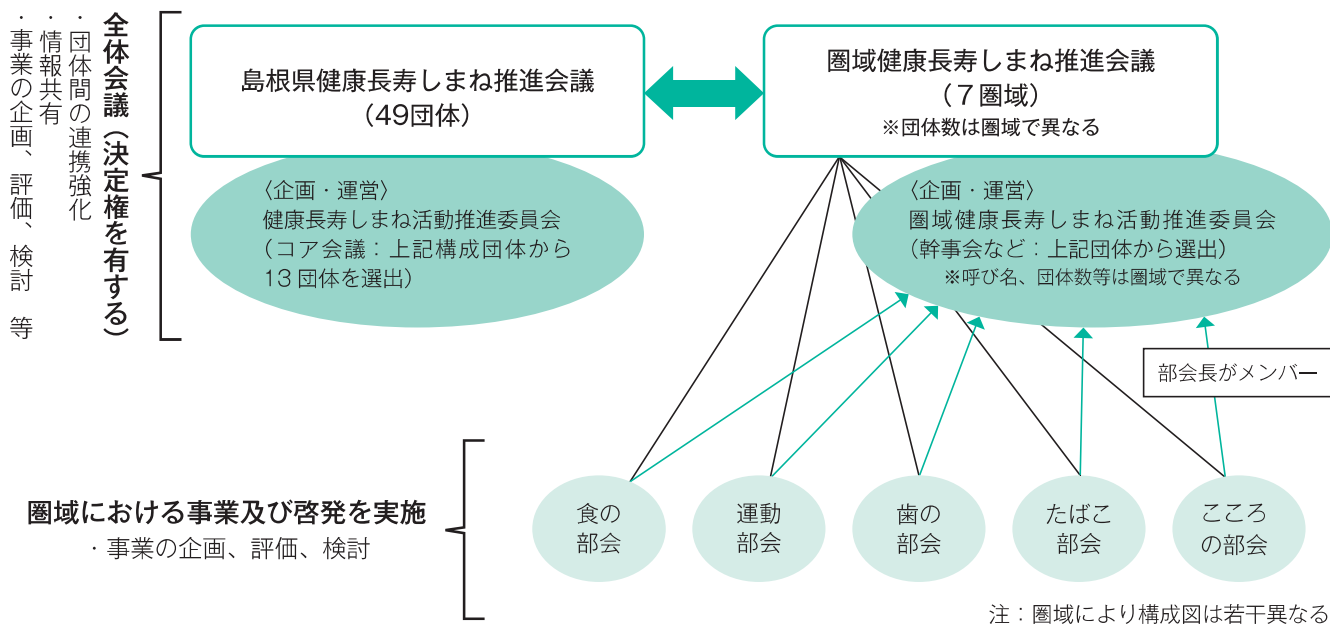 全体会議（決定権を有する）
・団体間の連携強化
・情報共有
・事業の企画、評価、検討　等
島根県健康長寿しまね推進会議
（49団体）
圏域健康長寿しまね推進会議
（７圏域）
※団体数は圏域で異なる
〈企画・運営〉
健康長寿しまね活動推進委員会
（コア会議：上記構成団体から
13団体を選出）
〈企画・運営〉
圏域健康長寿しまね活動推進委員会
（幹事会など：上記団体から選出）
※呼び名、団体数等は圏域で異なる
部会長がメンバー
圏域における事業及び啓発を実施
・事業の企画、評価、検討
食の
部会
運動
部会
歯の
部会
たばこ
部会
こころ
の部会
注：圏域により構成図は若干異なる